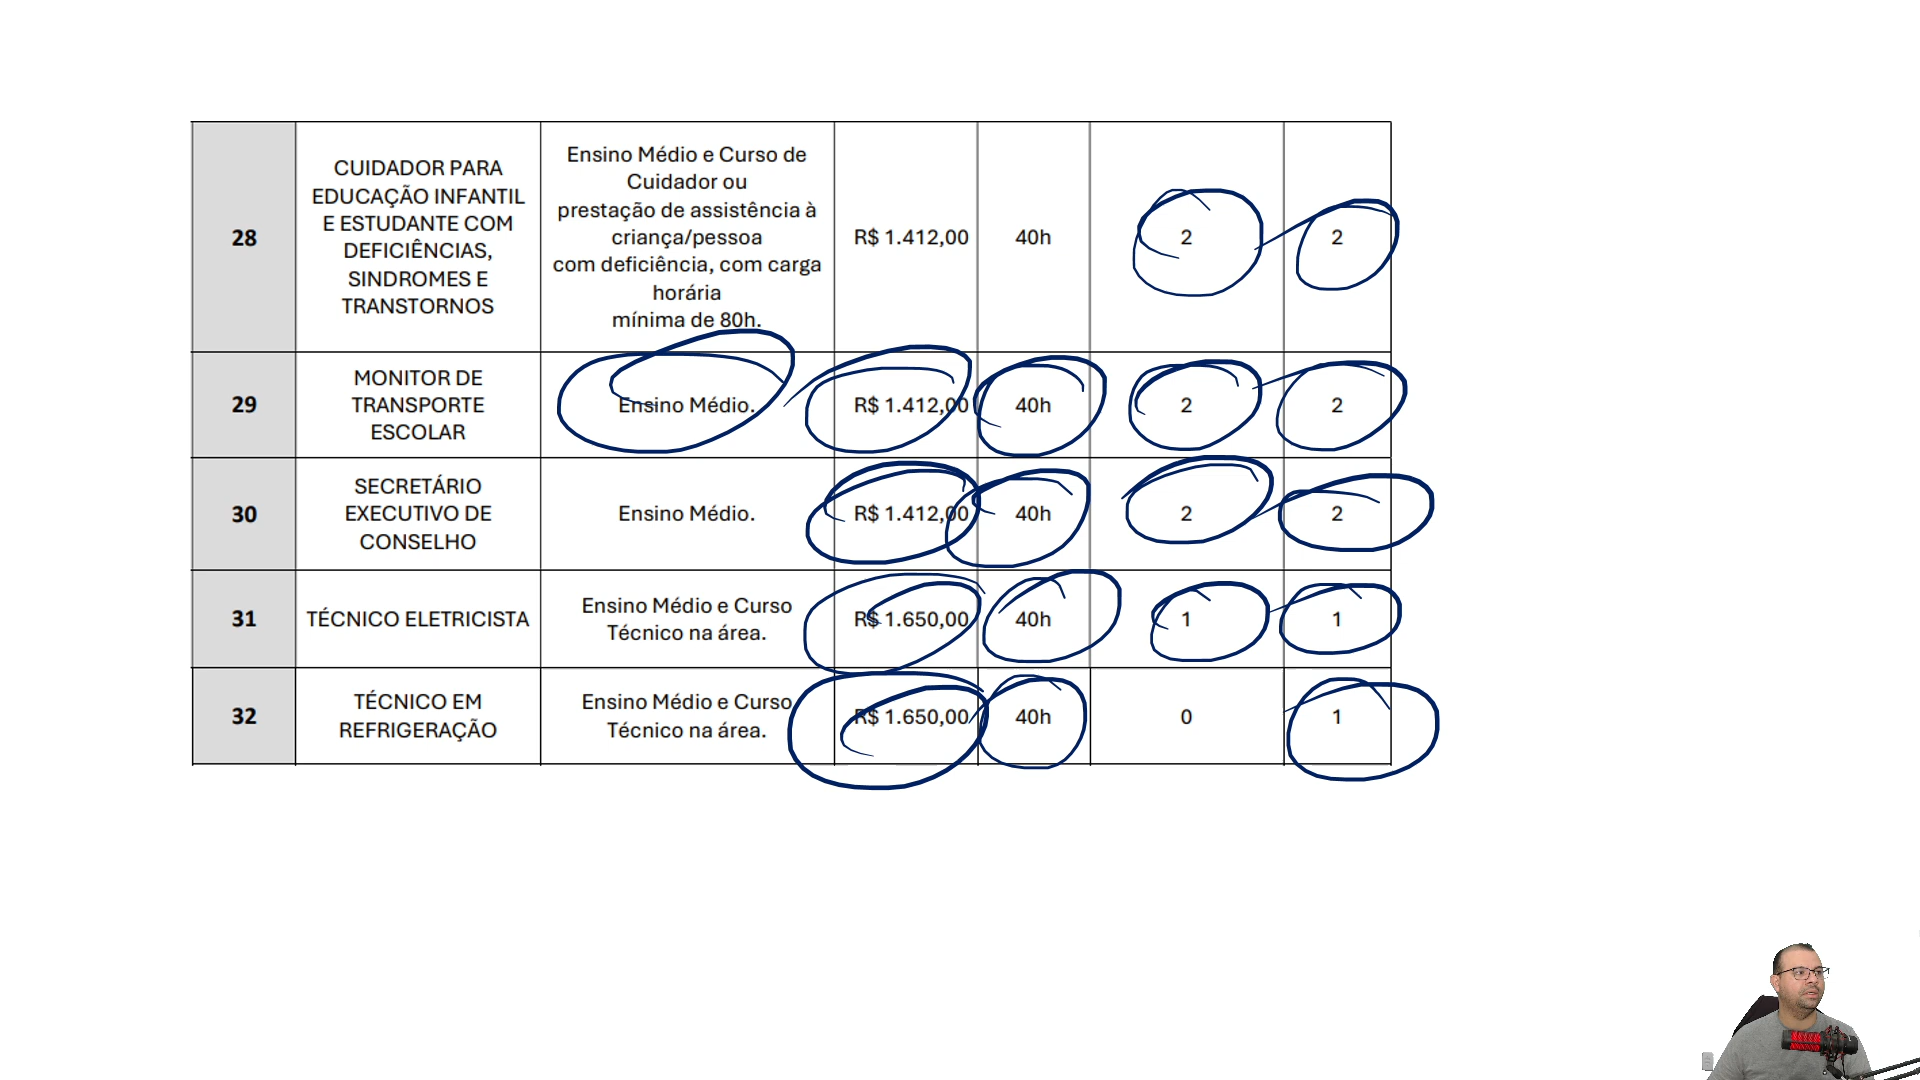 28
CUIDADOR PARA
EDUCAÇÃO INFANTIL
E ESTUDANTE COM
DEFICIÊNCIAS,
SINDROMES E
TRANSTORNOS
Ensino Médio e Curso de
Cuidador ou
prestação de assistência à
criança/pessoa
com deficiência, com carga
horária
mínima de 80h.
R$ 1.412,00
40h
2
2
29
MONITOR DE
TRANSPORTE
ESCOLAR
Ensino Médio.
R$ 1.412,00
40h
2
2
30
SECRETÁRIO
EXECUTIVO DE
CONSELHO
Ensino Médio.
R$ 1.412,00
40h
2
2
31
TÉCNICO ELETRICISTA
Ensino Médio e Curso
Técnico na área.
R$ 1.650,00
40h
1
1
32
TÉCNICO EM
REFRIGERAÇÃO
Ensino Médio e Curso
Técnico na área.
R$ 1.650,00
40h
0
1